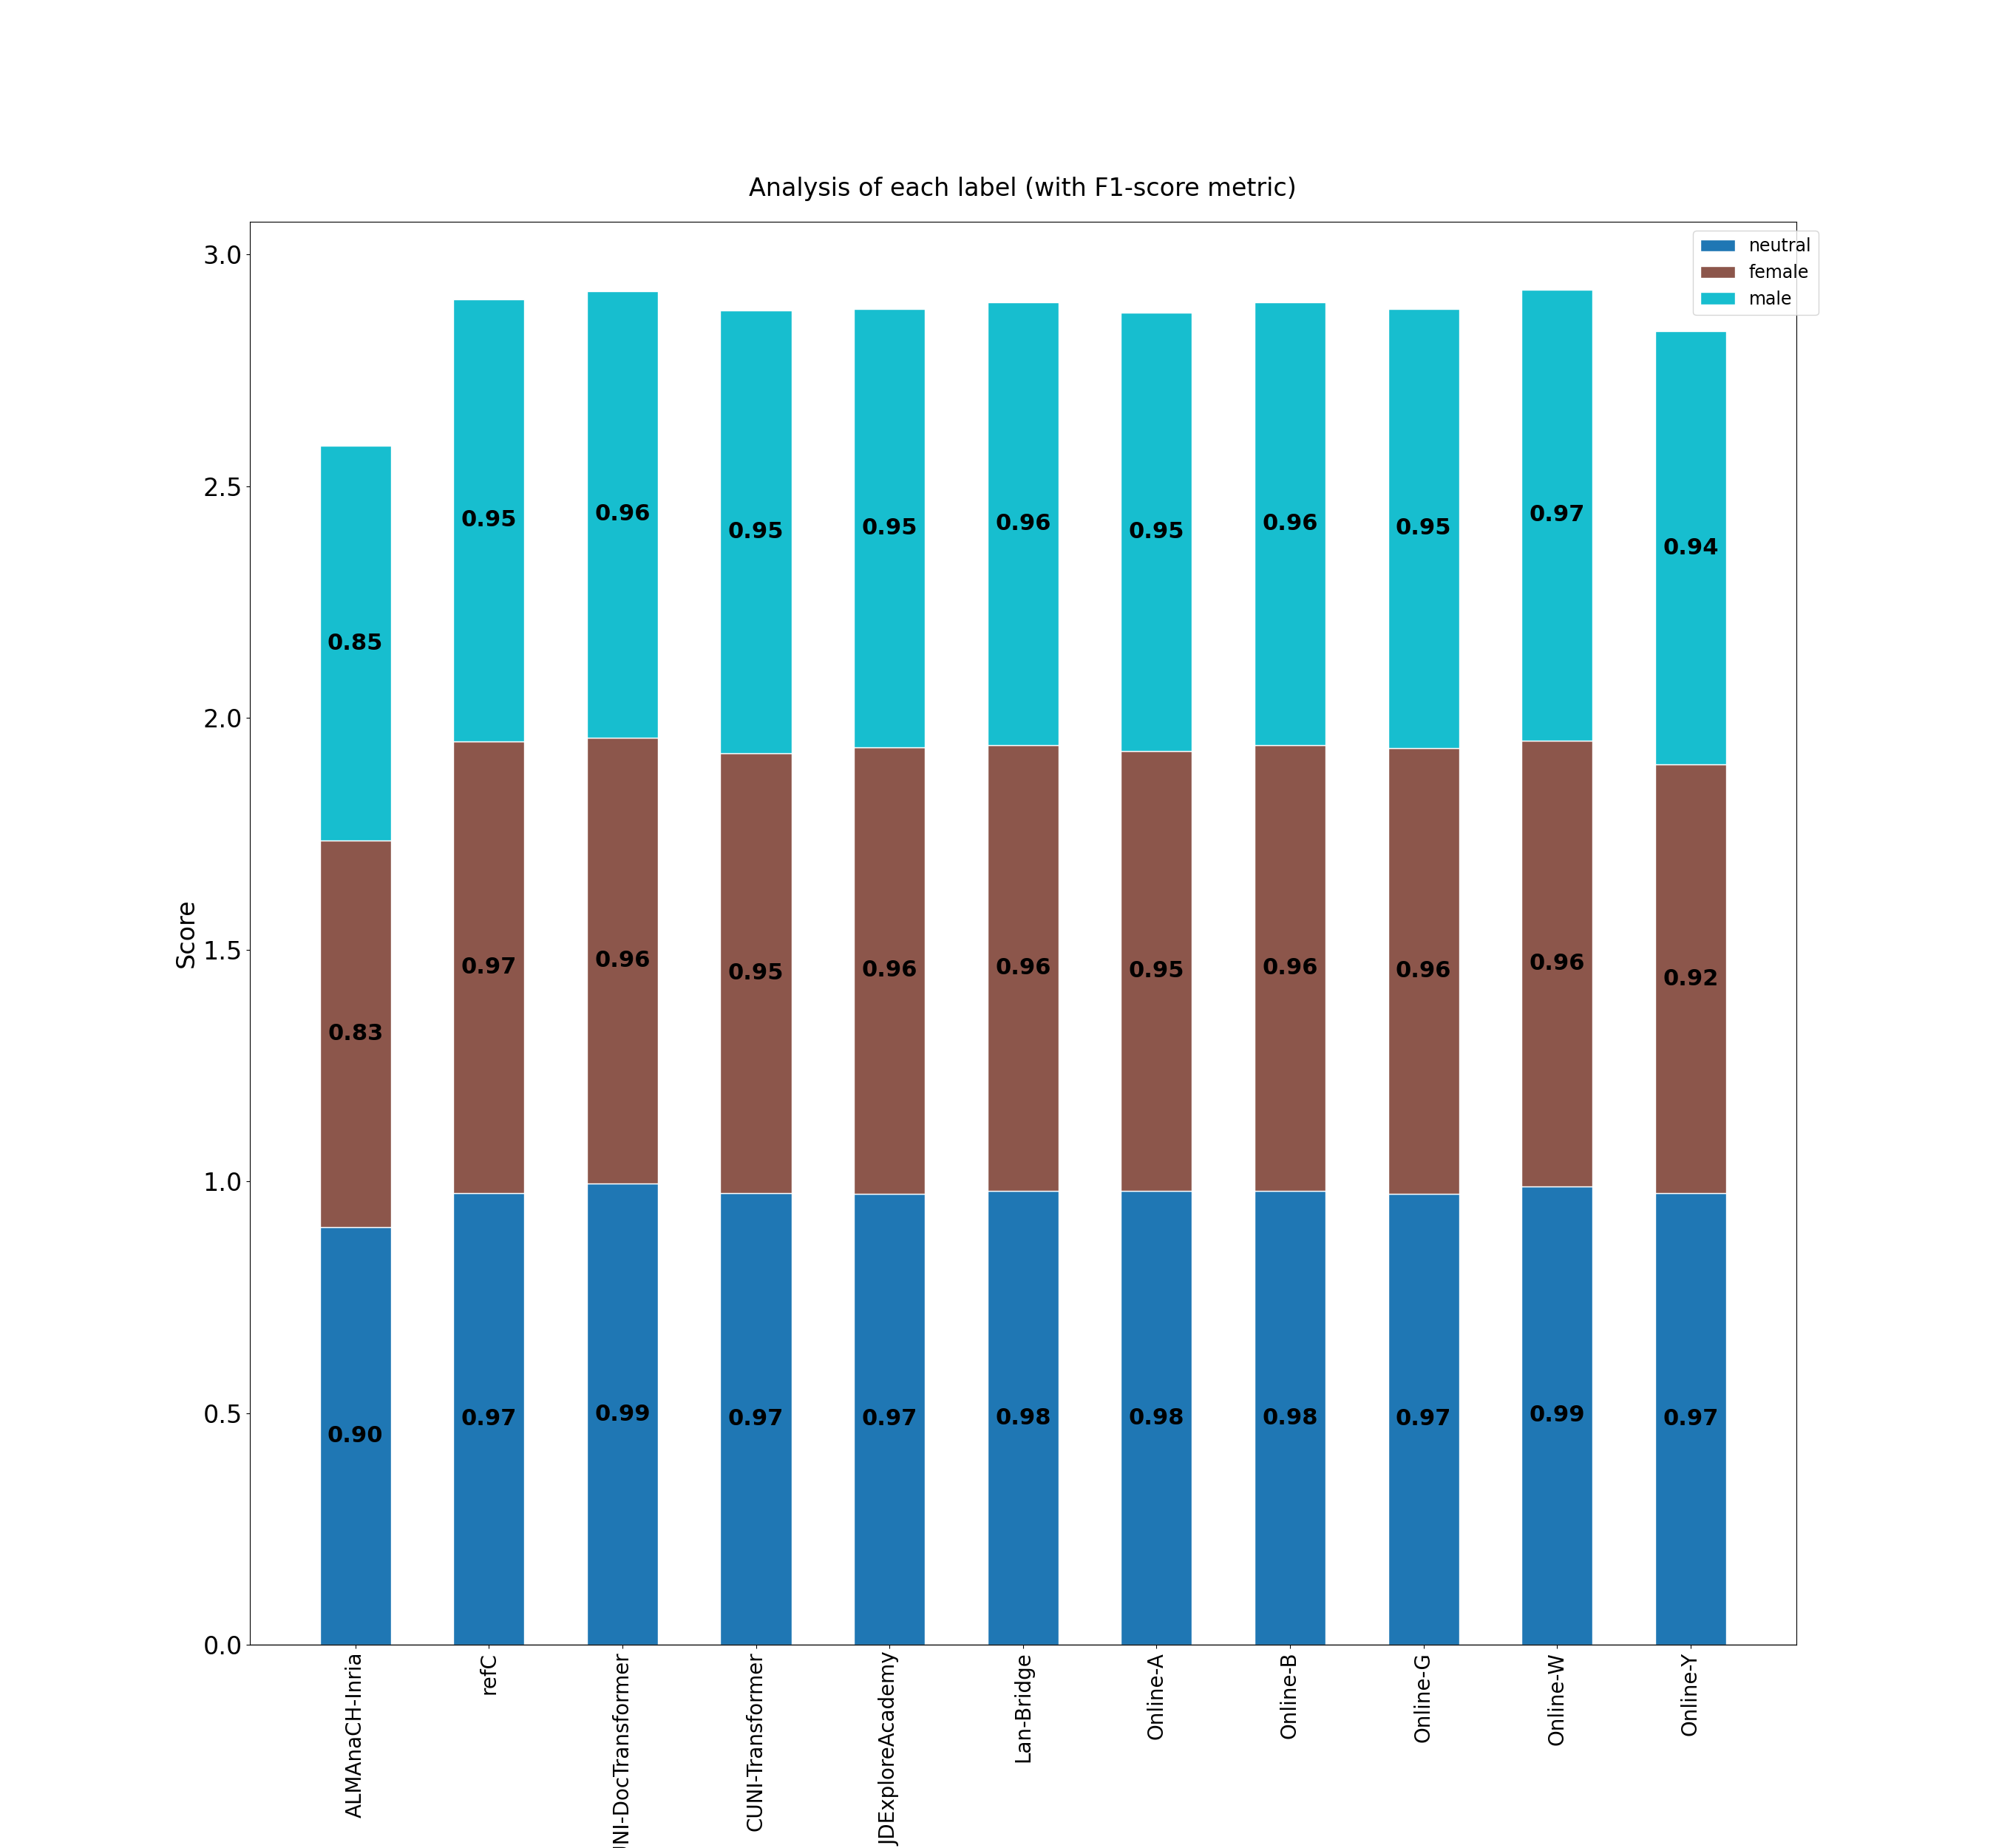 Analysis of each label (with F1-score metric)
neutral
female
male
Score
3.0
2.5
2.0
1.5
1.0
0.5
0.0
0.85
0.95
0.96
0.95
0.95
0.96
0.95
0.96
0.95
0.97
0.94
0.83
0.97
0.96
0.95
0.96
0.96
0.95
0.96
0.96
0.96
0.92
0.90
0.97
0.99
0.97
0.97
0.98
0.98
0.98
0.97
0.99
0.97
ALMAnaCH-Inria
refC
NI-DocTransformer
CUNI-Transformer
JDExploreAcademy
Lan-Bridge
Online-A
Online-B
Online-G
Online-W
Online-Y